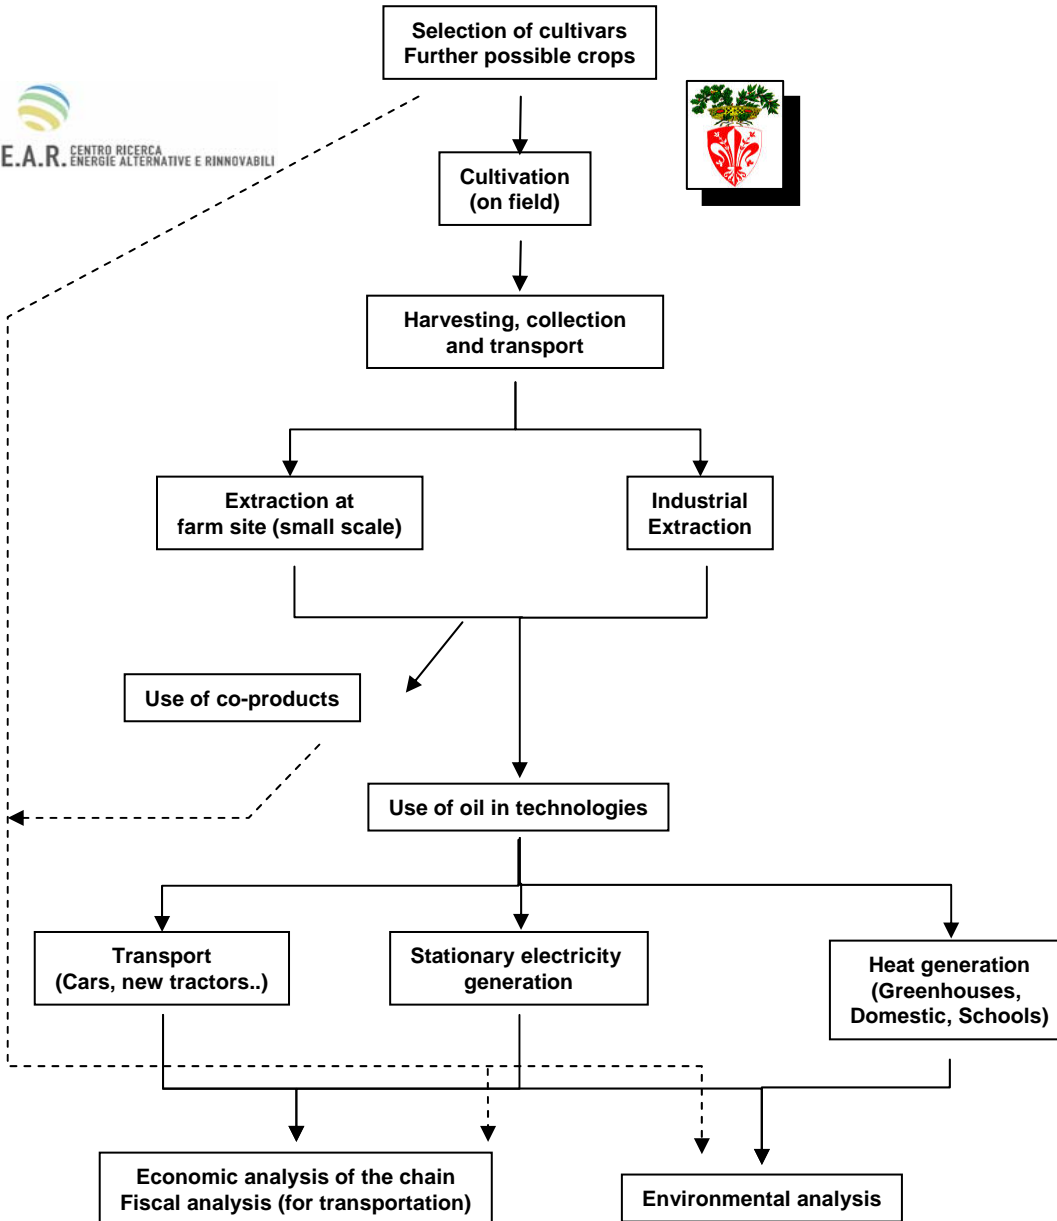 Selection of cultivars
Further possible crops
E.A.R. CENTRO RICERCA
ENERGIE ALTERNATIVE E RINNOVABILI
Cultivation
(on field)
Harvesting, collection
and transport
Extraction at
farm site (small scale)
Industrial
Extraction
Use of co-products
Use of oil in technologies
Transport
(Cars, new tractors..)
Stationary electricity
generation
Heat generation
(Greenhouses,
Domestic, Schools)
Economic analysis of the chain
Fiscal analysis (for transportation)
Environmental analysis